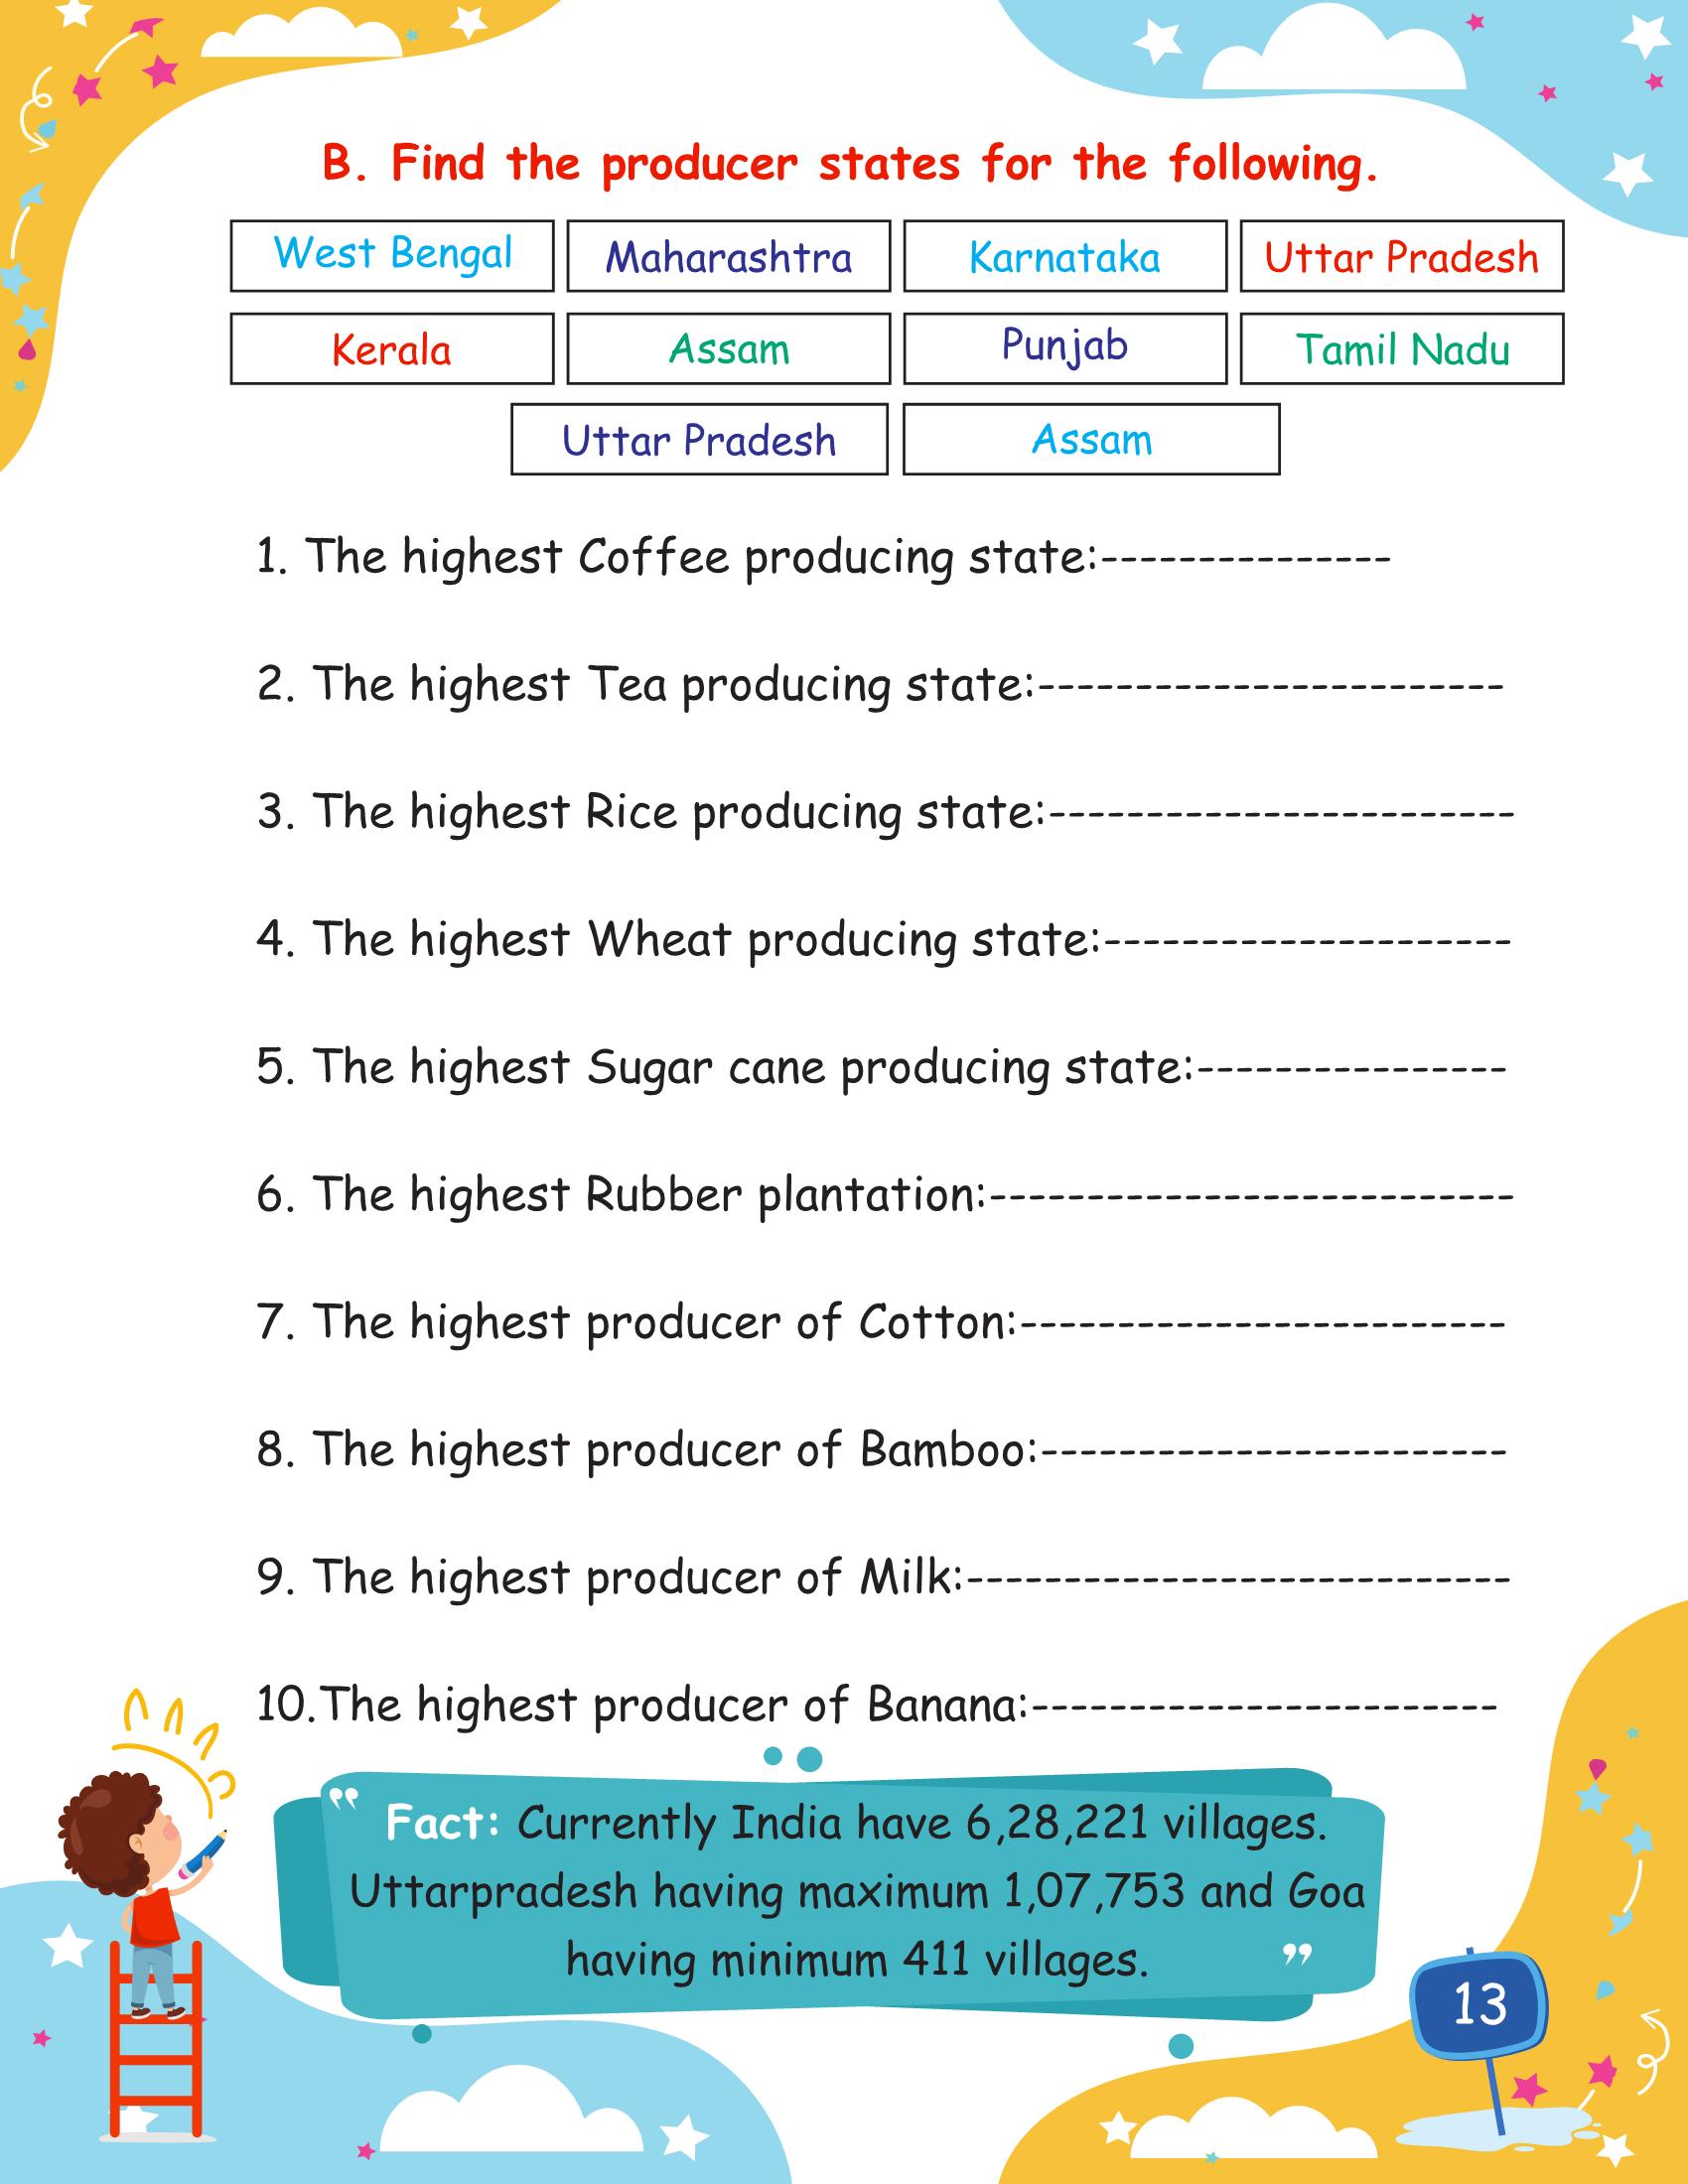 B. Find the producer states for the following.
West Bengal Maharashtra Karnataka Uttar Pradesh
Kerala Assam Punjab Tamil Nadu
Uttar Pradesh Assam
1. The highest Coffee producing state:---------------
2. The highest Tea producing state:------------------------
3. The highest Rice producing state:------------------------
4. The highest Wheat producing state:---------------------
5. The highest Sugar cane producing state:----------------
6. The highest Rubber plantation:---------------------------
7. The highest producer of Cotton:-------------------------
8. The highest producer of Bamboo:------------------------
9. The highest producer of Milk:----------------------------
10.The highest producer of Banana:------------------------
" Fact: Currently India have 6,28,221 villages.
Uttarpradesh having maximum 1,07,753 and Goa
having minimum 411 villages. "
13